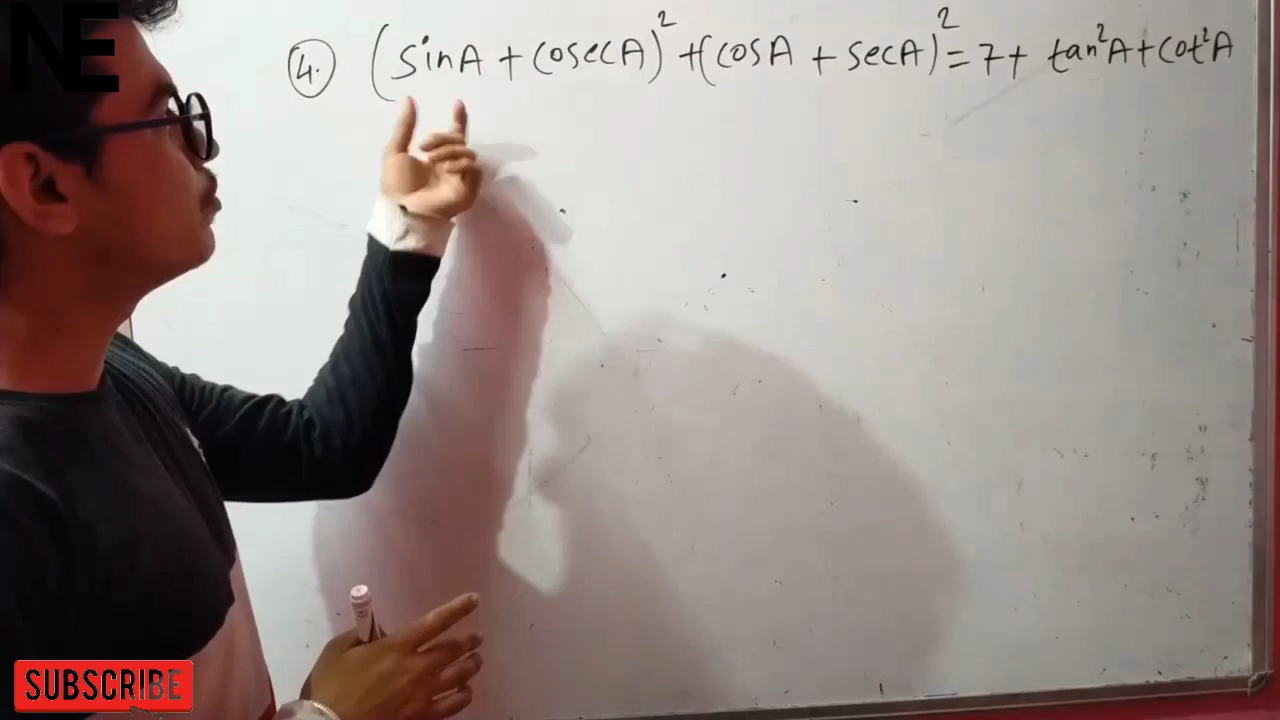 NE
4. (sinA + cosecA)² + (cosA + secA)² = 7 + tan²A + cot²A
SUBSCRIBE